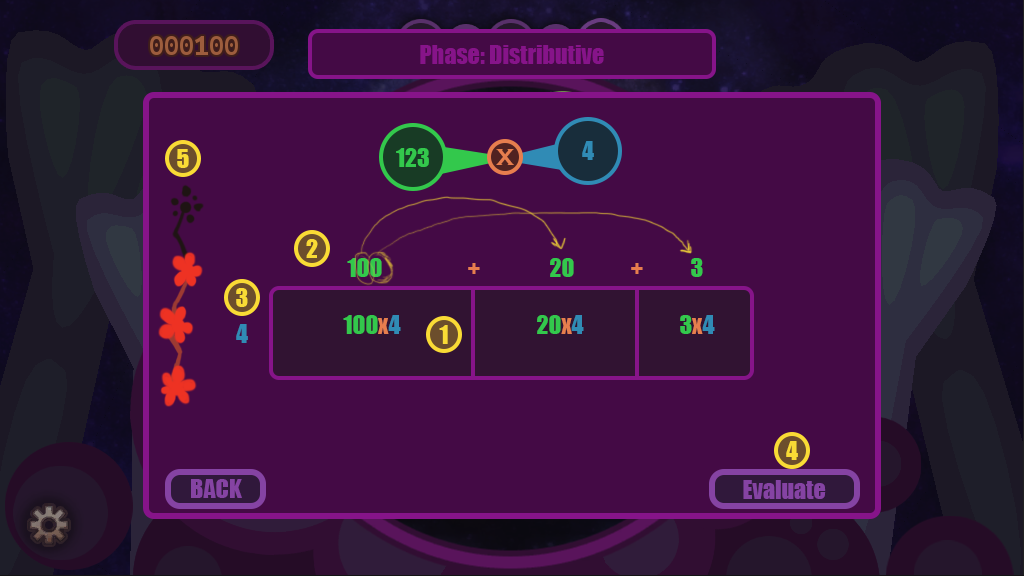 000100
Phase: Distributive
123 X 4
5
2
100 + 20 + 3
3
4
100x4 1 20x4 3x4
4
BACK
Evaluate